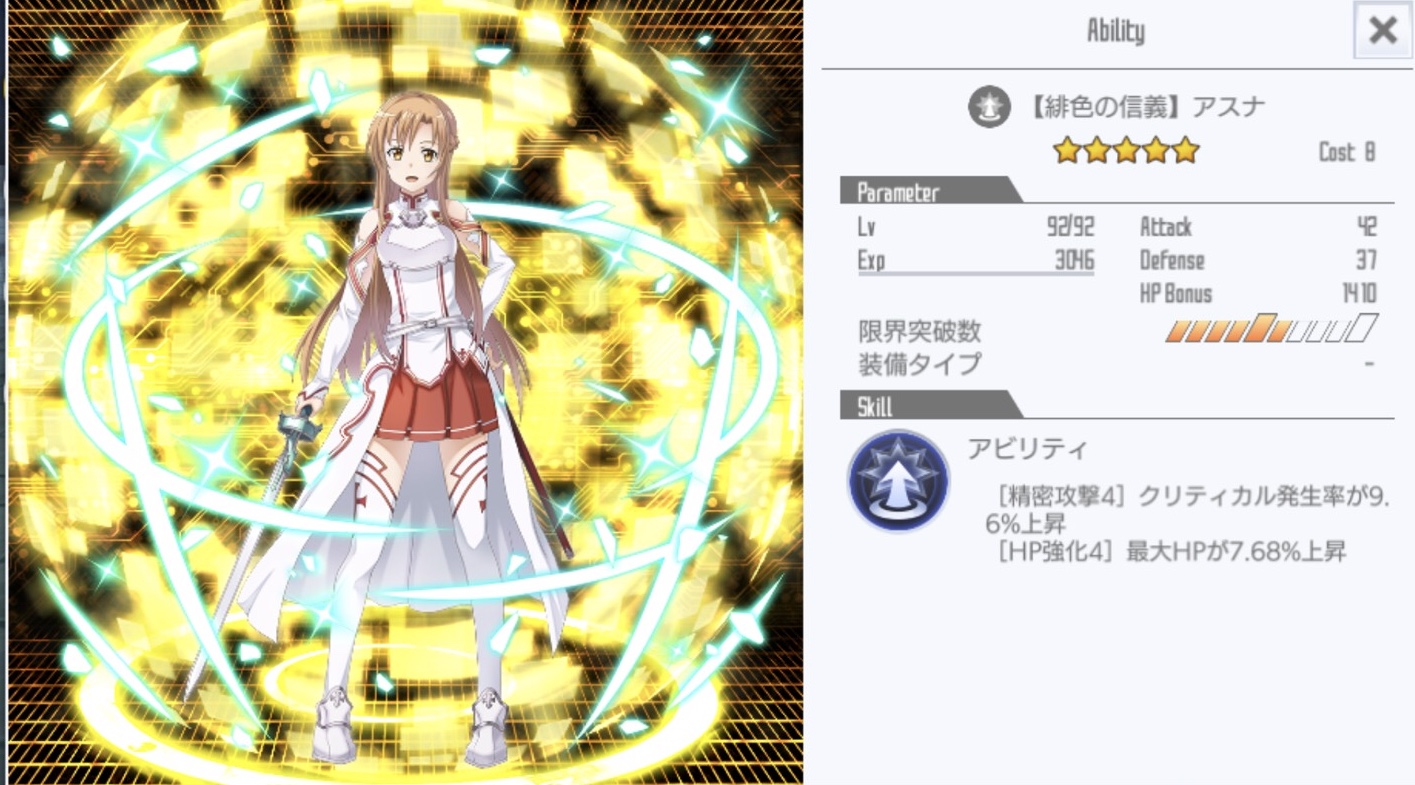 Ability
【緋色の信義】アスナ
Cost 8
Parameter
Lv 92/92 Attack 42
Exp 3046 Defense 37
HP Bonus 1410
限界突破数
装備タイプ -
Skill
アビリティ
［精密攻撃4］クリティカル発生率が9.
6%上昇
［HP強化4］最大HPが7.68%上昇